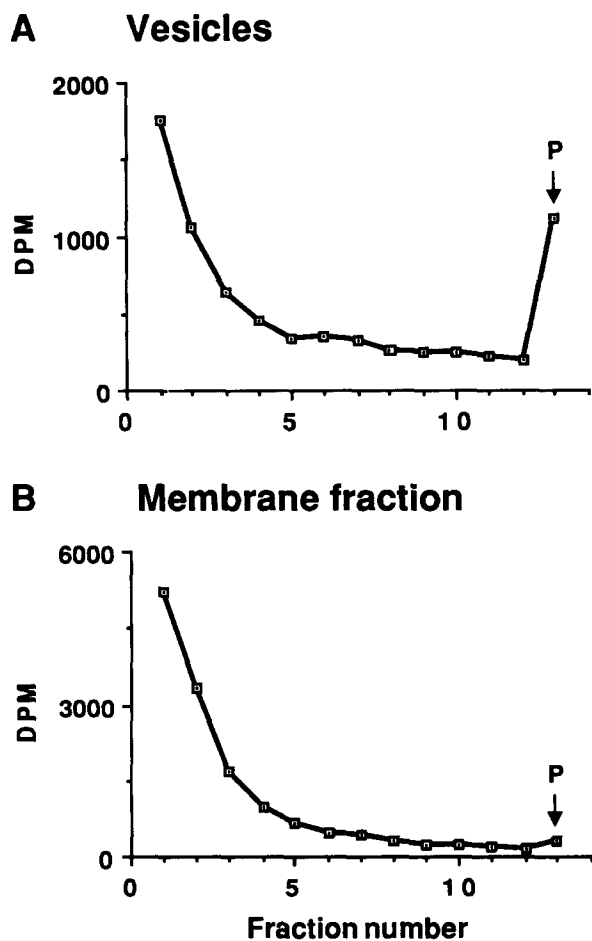 A Vesicles
2000
P
1000
DPM
0
0 5 10
B Membrane fraction
6000
P
3000
DPM
0
0 5 10
Fraction number